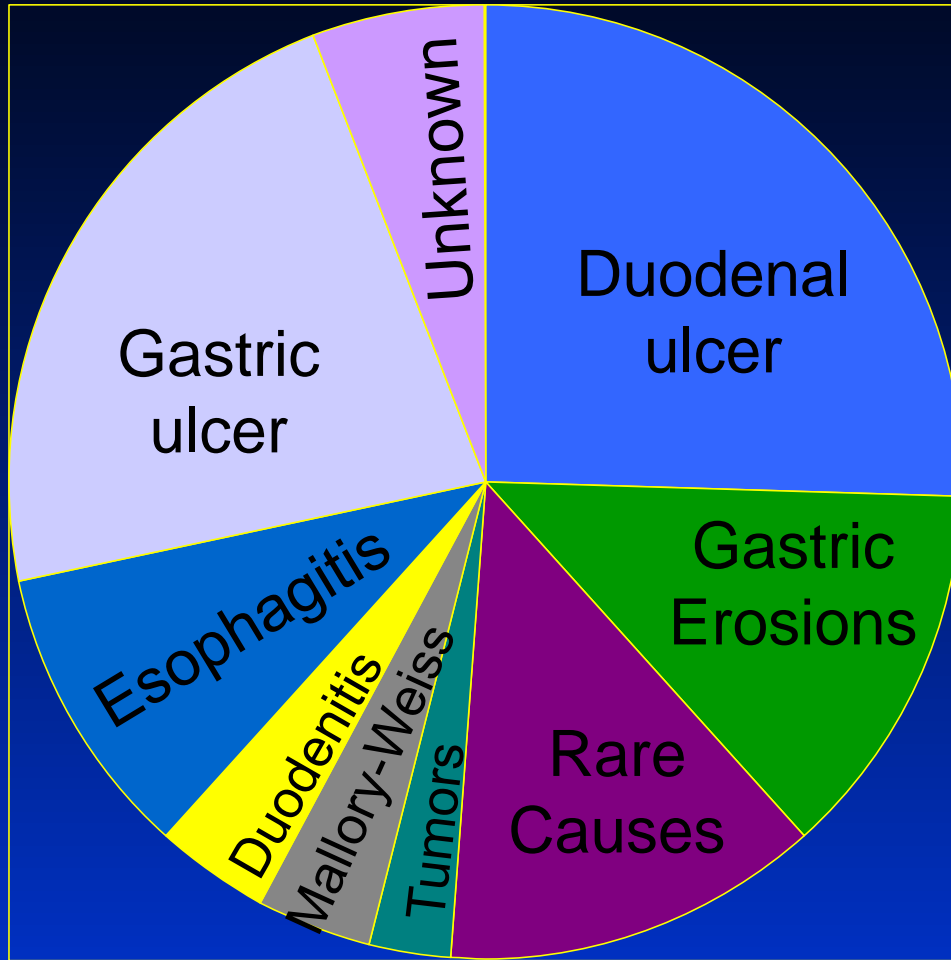 Unknown
Duodenal
ulcer
Gastric
ulcer
Gastric
Erosions
Esophagitis
Duodenitis
Mallory-Weiss
Tumors
Rare
Causes